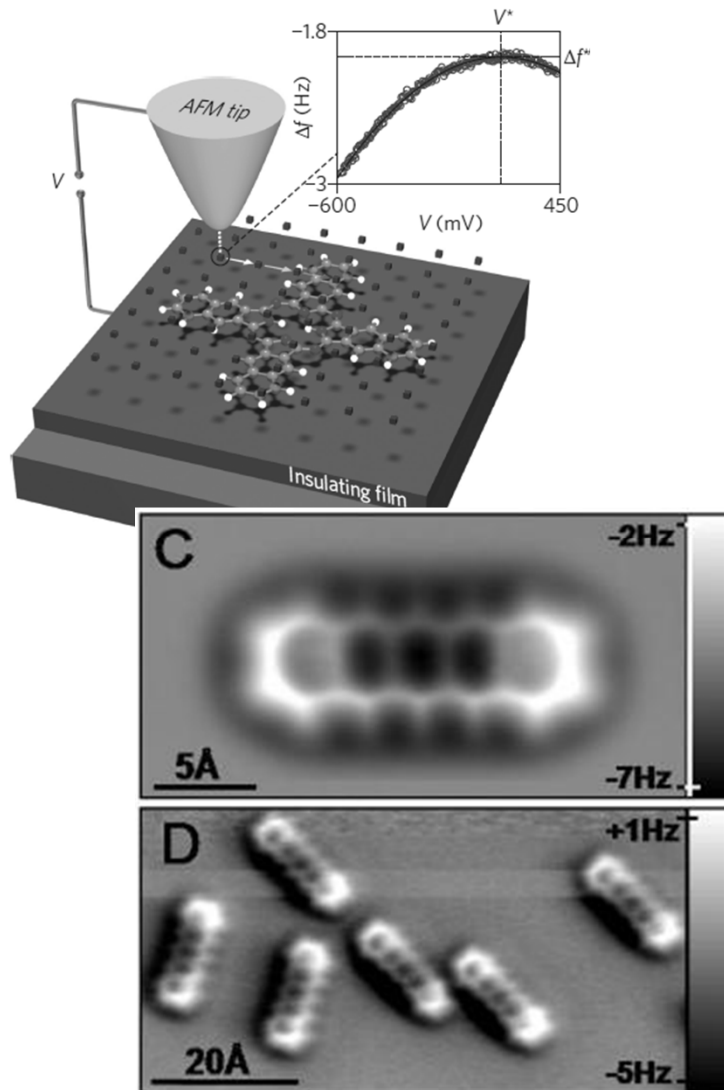 V*
−1.8
Δf*
AFM tip
Δf (Hz)
V
−3
−600
450
V (mV)
Insulating film
C
−2Hz
5Å
−7Hz
D
+1Hz
20Å
−5Hz